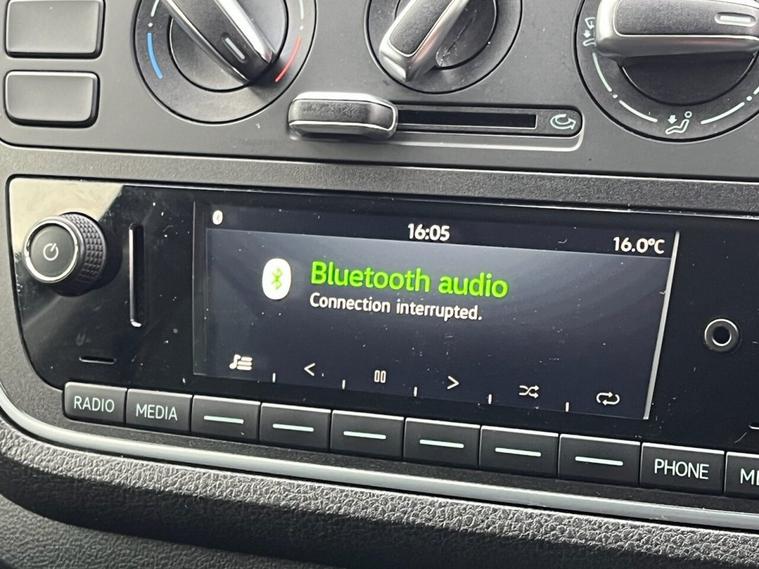 16:05
16.0°C
Bluetooth audio
Connection interrupted.
RADIO
MEDIA
PHONE